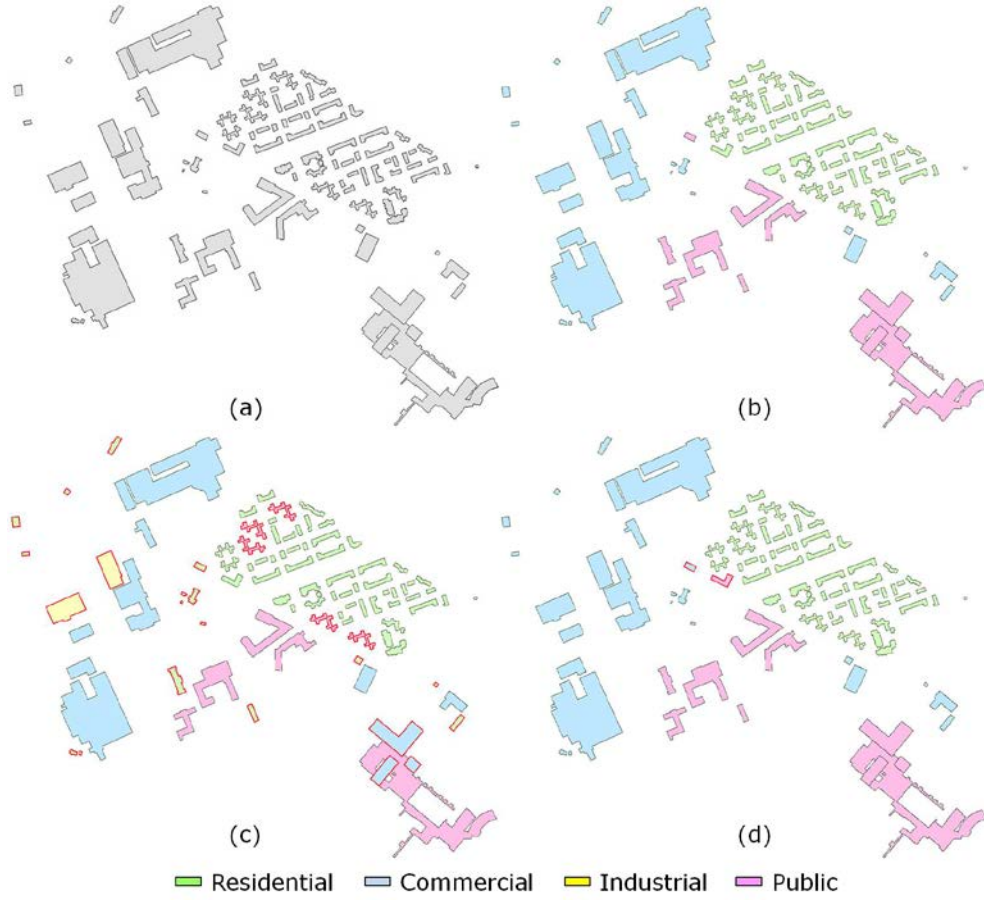 (a)
(b)
(c)
(d)
Residential
Commercial
Industrial
Public